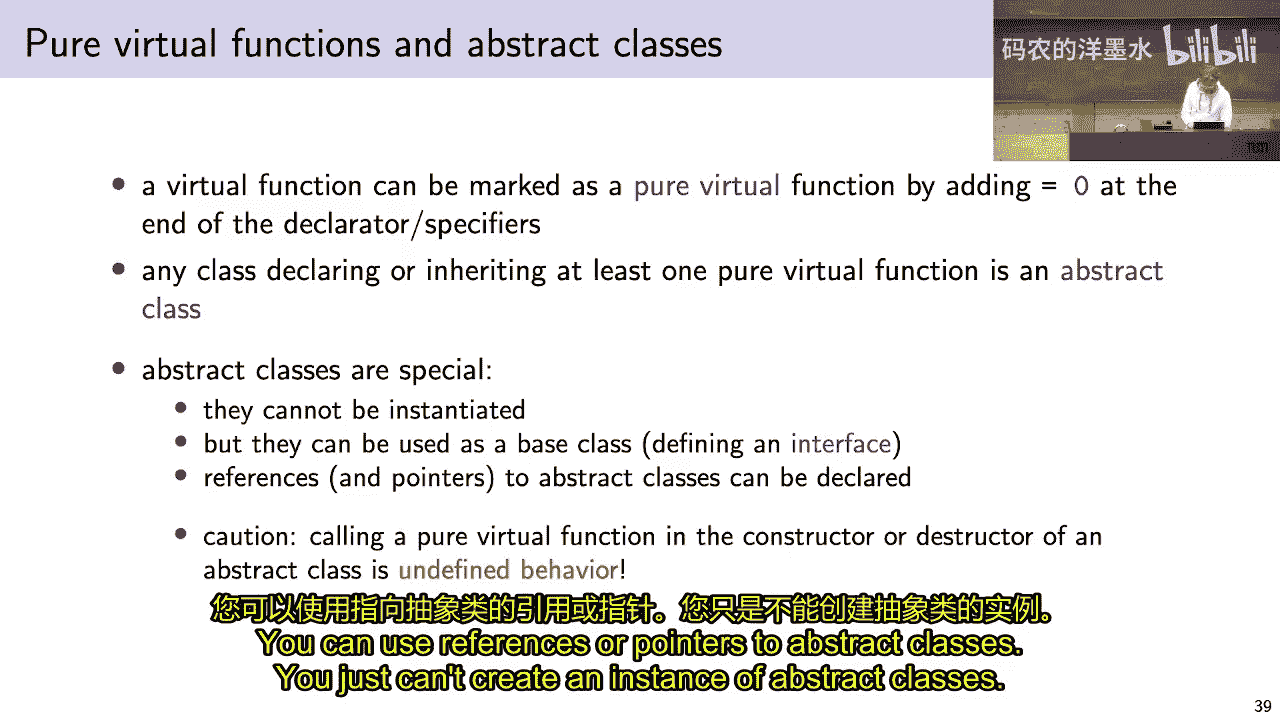 Pure virtual functions and abstract classes
码农的洋墨水 bilibili
• a virtual function can be marked as a pure virtual function by adding = 0 at the
end of the declarator/specifiers
• any class declaring or inheriting at least one pure virtual function is an abstract
class
• abstract classes are special:
• they cannot be instantiated
• but they can be used as a base class (defining an interface)
• references (and pointers) to abstract classes can be declared
• caution: calling a pure virtual function in the constructor or destructor of an
abstract class is undefined behavior!
您可以使用指向抽象类的引用或指针。您只是不能创建抽象类的实例。
You can use references or pointers to abstract classes.
You just can't create an instance of abstract classes.
39